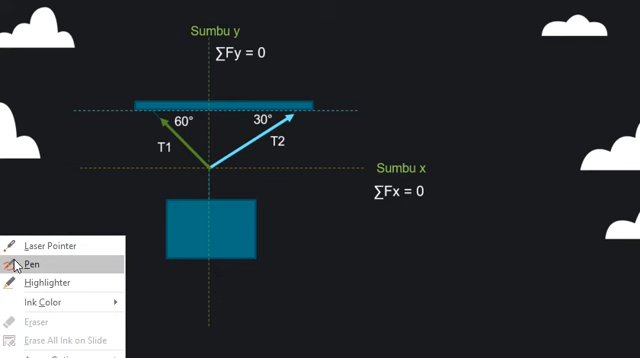 Sumbu y
∑Fy = 0
60°
30°
T1
T2
Sumbu x
∑Fx = 0
Laser Pointer
Pen
Highlighter
Ink Color
Eraser
Erase All Ink on Slide